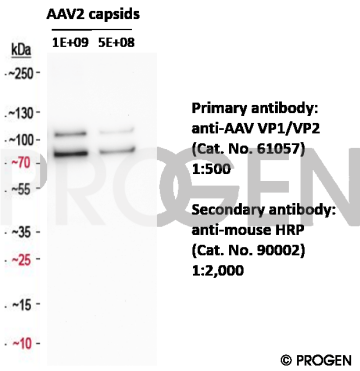 AAV2 capsids
kDa 1E+09 5E+08
~250
~130
~100
~70
~55
~35
~25
~15
~10
Primary antibody:
anti-AAV VP1/VP2
(Cat. No. 61057)
1:500
Secondary antibody:
anti-mouse HRP
(Cat. No. 90002)
1:2,000
PROGEN
© PROGEN